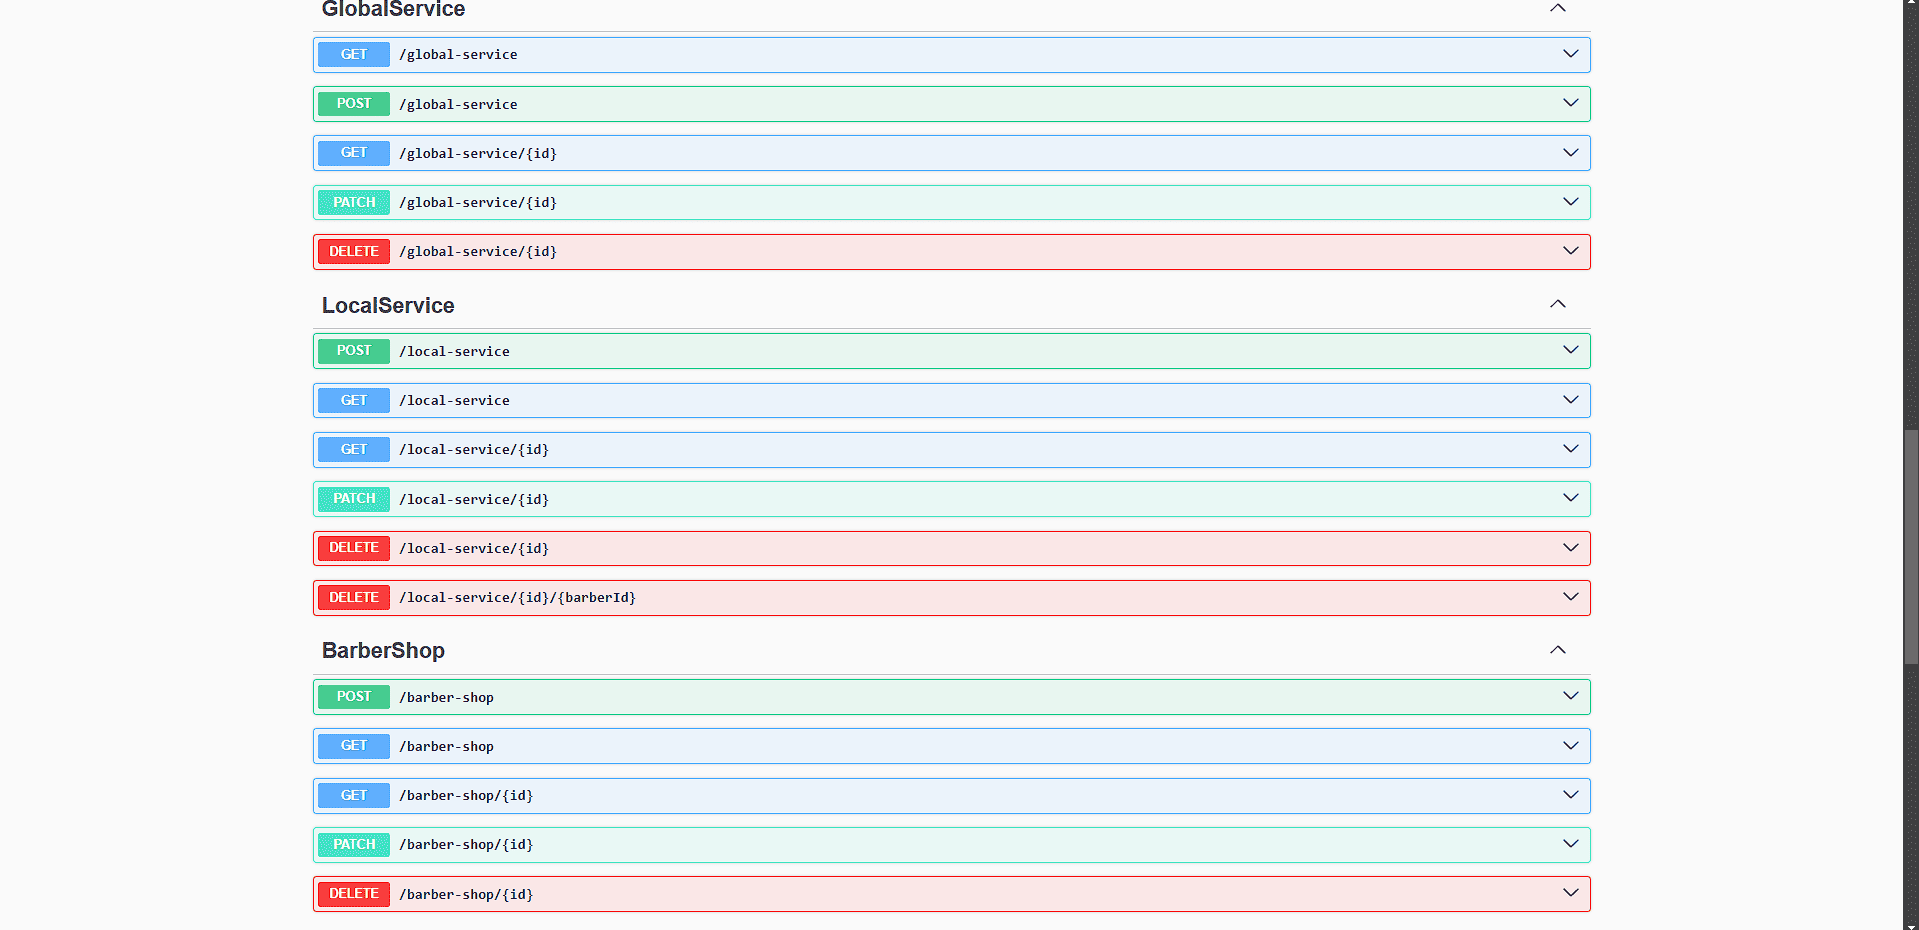 GlobalService
GET /global-service
POST /global-service
GET /global-service/{id}
PATCH /global-service/{id}
DELETE /global-service/{id}
LocalService
POST /local-service
GET /local-service
GET /local-service/{id}
PATCH /local-service/{id}
DELETE /local-service/{id}
DELETE /local-service/{id}/{barberId}
BarberShop
POST /barber-shop
GET /barber-shop
GET /barber-shop/{id}
PATCH /barber-shop/{id}
DELETE /barber-shop/{id}